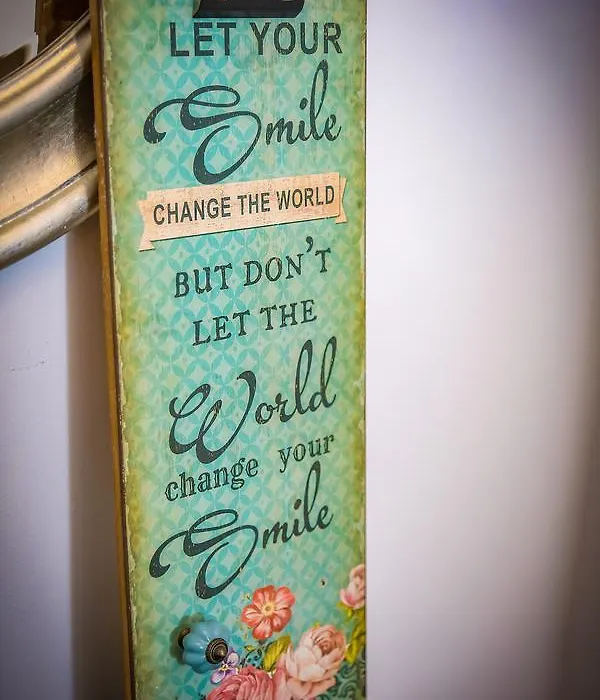 LET YOUR
Smile
CHANGE THE WORLD
BUT DON'T
LET THE
World
change your
Smile